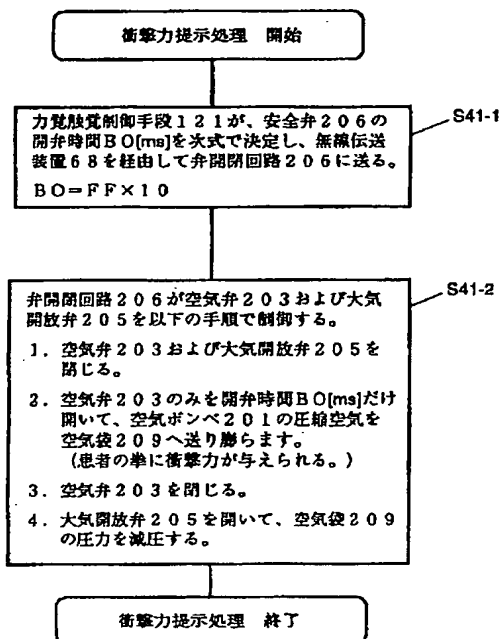 衝撃力提示処理 開始
力覚触覚制御手段121が、安全弁206の
開弁時間BO[ms]を次式で決定し、無線伝送
装置68を経由して弁開閉回路206に送る。
BO=FF×10
S41-1
弁開閉回路206が空気弁203および大気
開放弁205を以下の手順で制御する。
1. 空気弁203および大気開放弁205を
閉じる。
2. 空気弁203のみを開弁時間BO[ms]だけ
開いて、空気ボンベ201の圧縮空気を
空気袋209へ送り膨らます。
(患者の拳に衝撃力が与えられる。)
3. 空気弁203を閉じる。
4. 大気開放弁205を開いて、空気袋209
の圧力を減圧する。
S41-2
衝撃力提示処理 終了